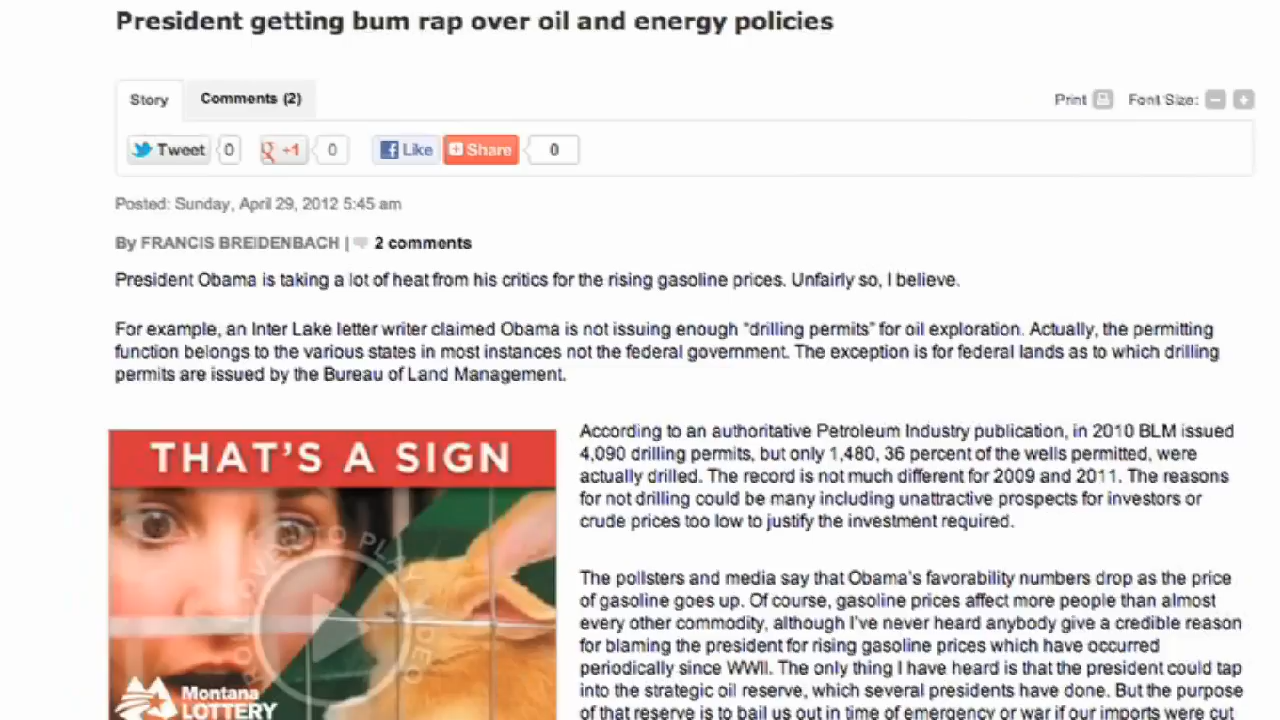 President getting bum rap over oil and energy policies
Story
Comments (2)
Print
Font Size:
Tweet 0
+1 0
Like
Share 0
Posted: Sunday, April 29, 2012 5:45 am
By FRANCIS BREIDENBACH | 2 comments
President Obama is taking a lot of heat from his critics for the rising gasoline prices. Unfairly so, I believe.
For example, an Inter Lake letter writer claimed Obama is not issuing enough "drilling permits" for oil exploration. Actually, the permitting
function belongs to the various states in most instances not the federal government. The exception is for federal lands as to which drilling
permits are issued by the Bureau of Land Management.
THAT'S A SIGN
Montana
LOTTERY
According to an authoritative Petroleum Industry publication, in 2010 BLM issued
4,090 drilling permits, but only 1,480, 36 percent of the wells permitted, were
actually drilled. The record is not much different for 2009 and 2011. The reasons
for not drilling could be many including unattractive prospects for investors or
crude prices too low to justify the investment required.
The pollsters and media say that Obama's favorability numbers drop as the price
of gasoline goes up. Of course, gasoline prices affect more people than almost
every other commodity, although I've never heard anybody give a credible reason
for blaming the president for rising gasoline prices which have occurred
periodically since WWII. The only thing I have heard is that the president could tap
into the strategic oil reserve, which several presidents have done. But the purpose
of that reserve is to bail us out in time of emergency or war if our imports were cut